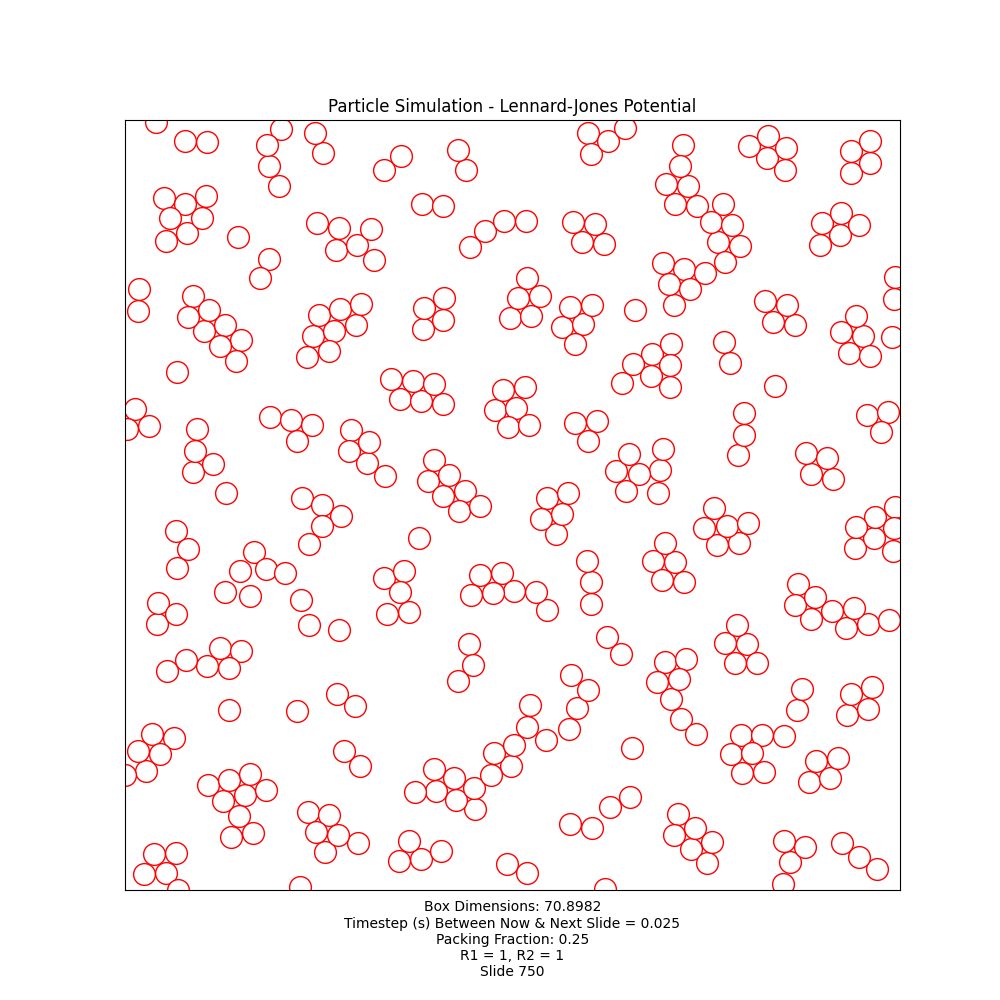 Particle Simulation - Lennard-Jones Potential
Box Dimensions: 70.8982
Timestep (s) Between Now & Next Slide = 0.025
Packing Fraction: 0.25
R1 = 1, R2 = 1
Slide 750